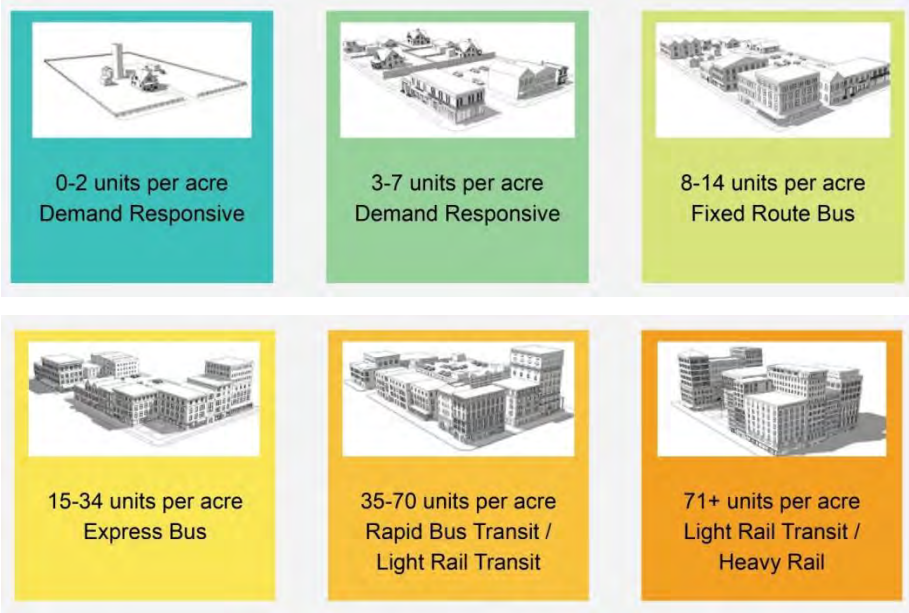 0-2 units per acre
Demand Responsive
3-7 units per acre
Demand Responsive
8-14 units per acre
Fixed Route Bus
15-34 units per acre
Express Bus
35-70 units per acre
Rapid Bus Transit /
Light Rail Transit
71+ units per acre
Light Rail Transit /
Heavy Rail